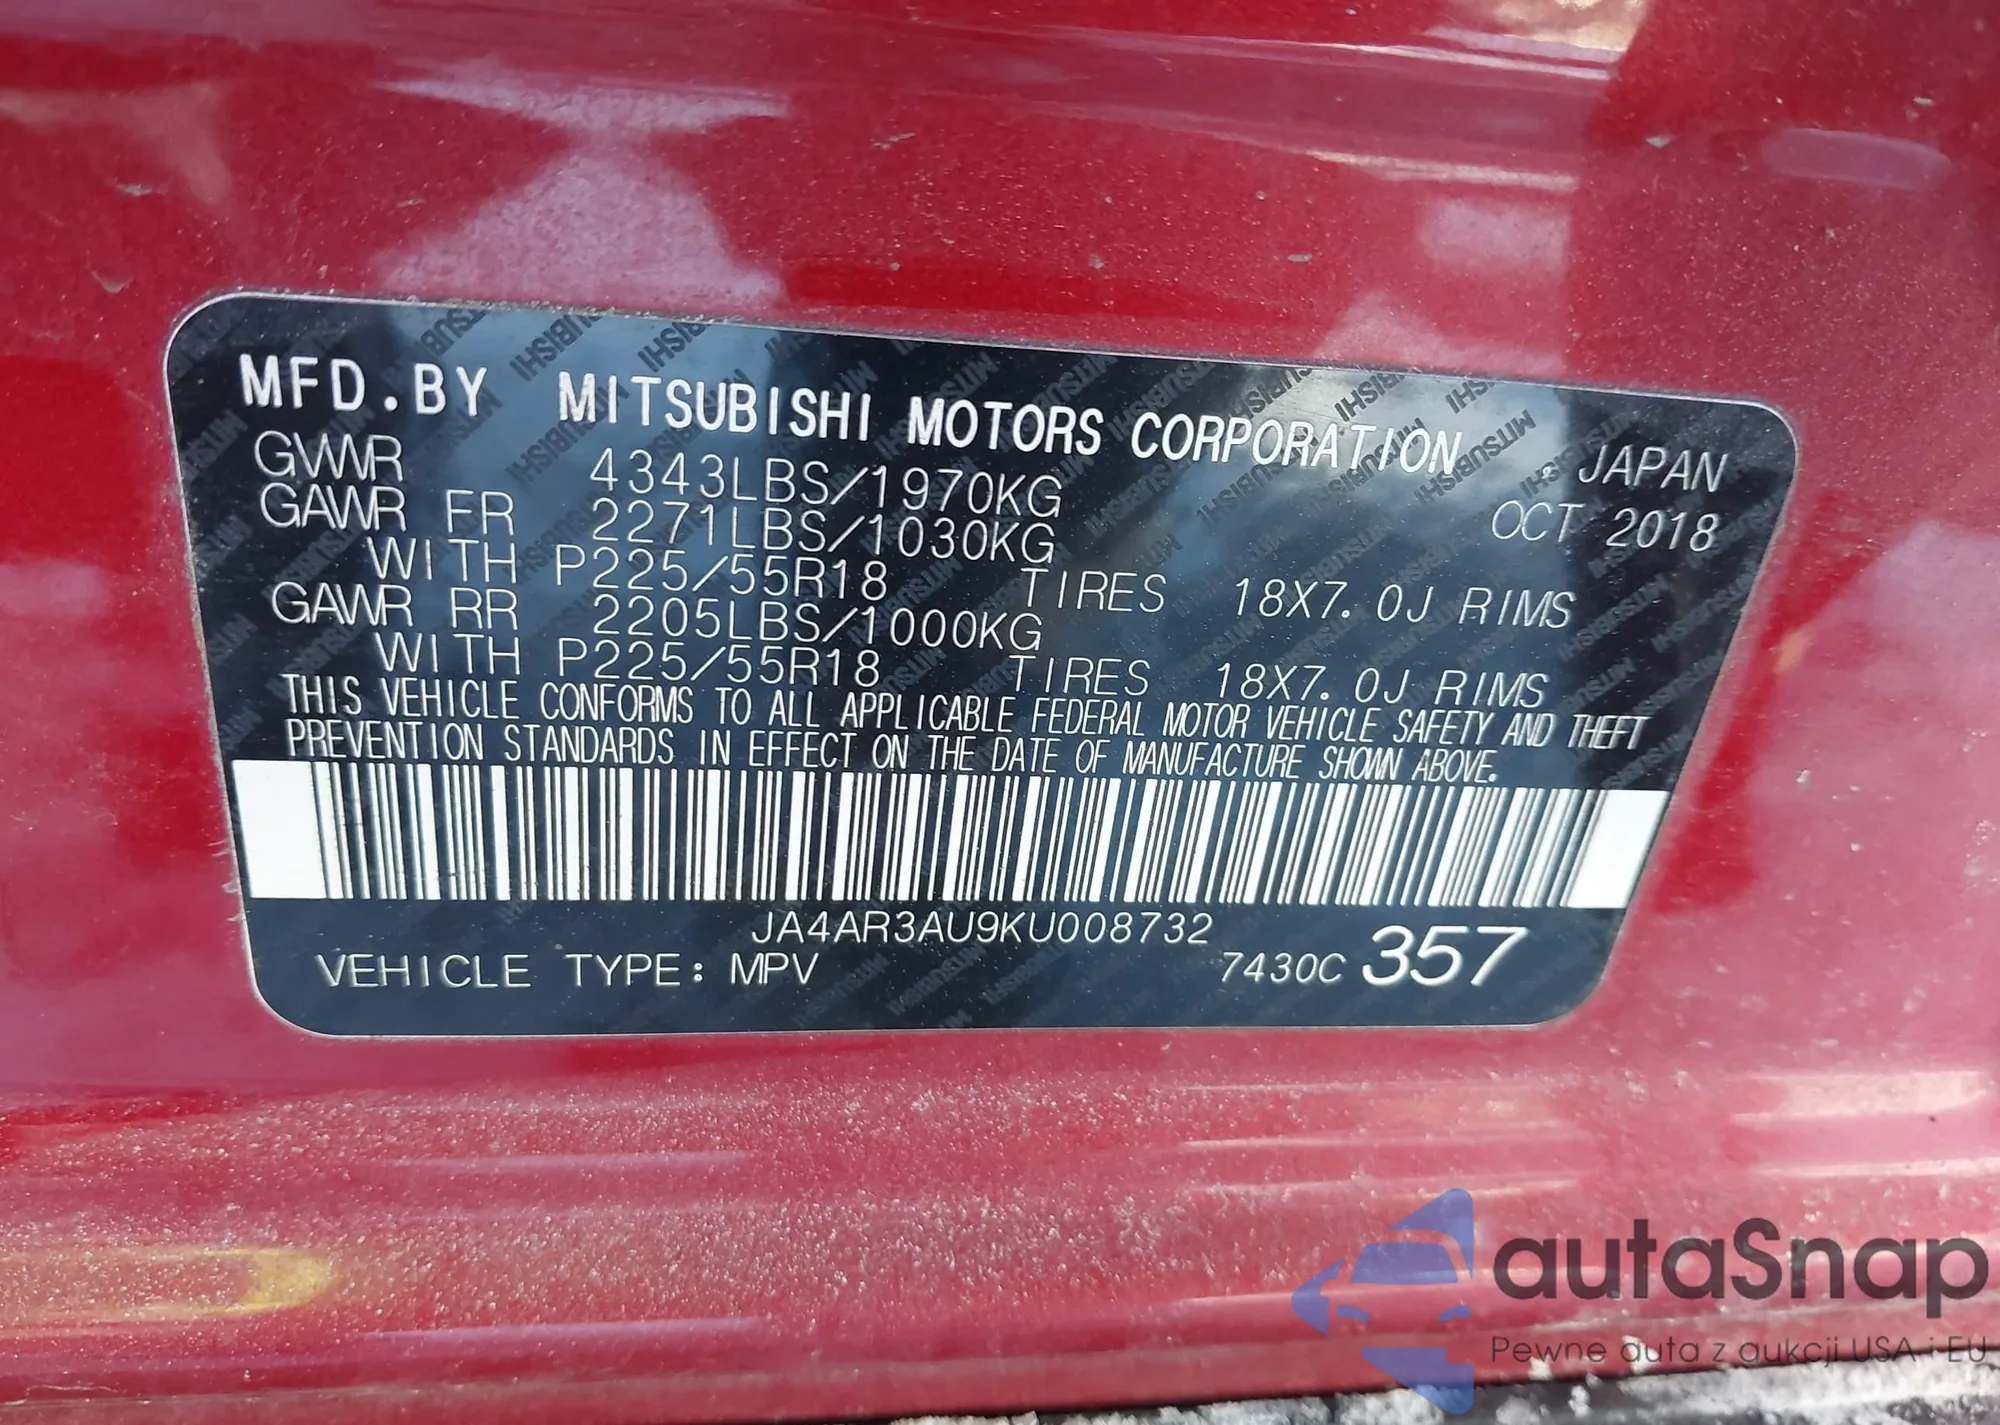 MFD.BY MITSUBISHI MOTORS CORPORATION , JAPAN
GVWR 4343LBS/1970KG OCT 2018
GAWR FR 2271LBS/1030KG
WITH P225/55R18 TIRES 18X7.0J RIMS
GAWR RR 2205LBS/1000KG
WITH P225/55R18 TIRES 18X7.0J RIMS
THIS VEHICLE CONFORMS TO ALL APPLICABLE FEDERAL MOTOR VEHICLE SAFETY AND THEFT
PREVENTION STANDARDS IN EFFECT ON THE DATE OF MANUFACTURE SHOWN ABOVE.
JA4AR3AU9KU008732
VEHICLE TYPE: MPV 7430C 357
autaSnap
Pewne auta z aukcji USA i EU